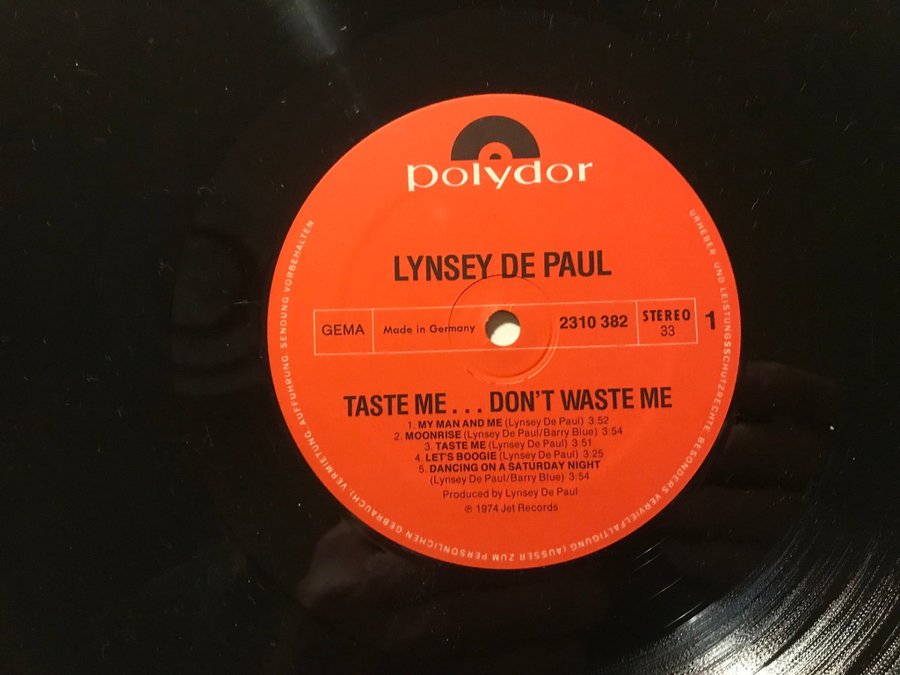 polydor
LYNSEY DE PAUL
GEMA
Made in Germany
2310 382
STEREO
33
1
TASTE ME . . . DON'T WASTE ME
1. MY MAN AND ME (Lynsey De Paul) 3:52
2. MOONRISE (Lynsey De Paul/Barry Blue) 3:54
3. TASTE ME (Lynsey De Paul) 3:51
4. LET'S BOOGIE (Lynsey De Paul) 3:25
5. DANCING ON A SATURDAY NIGHT
(Lynsey De Paul/Barry Blue) 3:54
Produced by Lynsey De Paul
℗ 1974 Jet Records
URHEBER- UND LEISTUNGSSCHUTZRECHTE, BESONDERS VERVIELFÄLTIGUNG (AUSSER ZUM PERSÖNLICHEN GEBRAUCH), VERMIETUNG, AUFFÜHRUNG, SENDUNG VORBEHALTEN